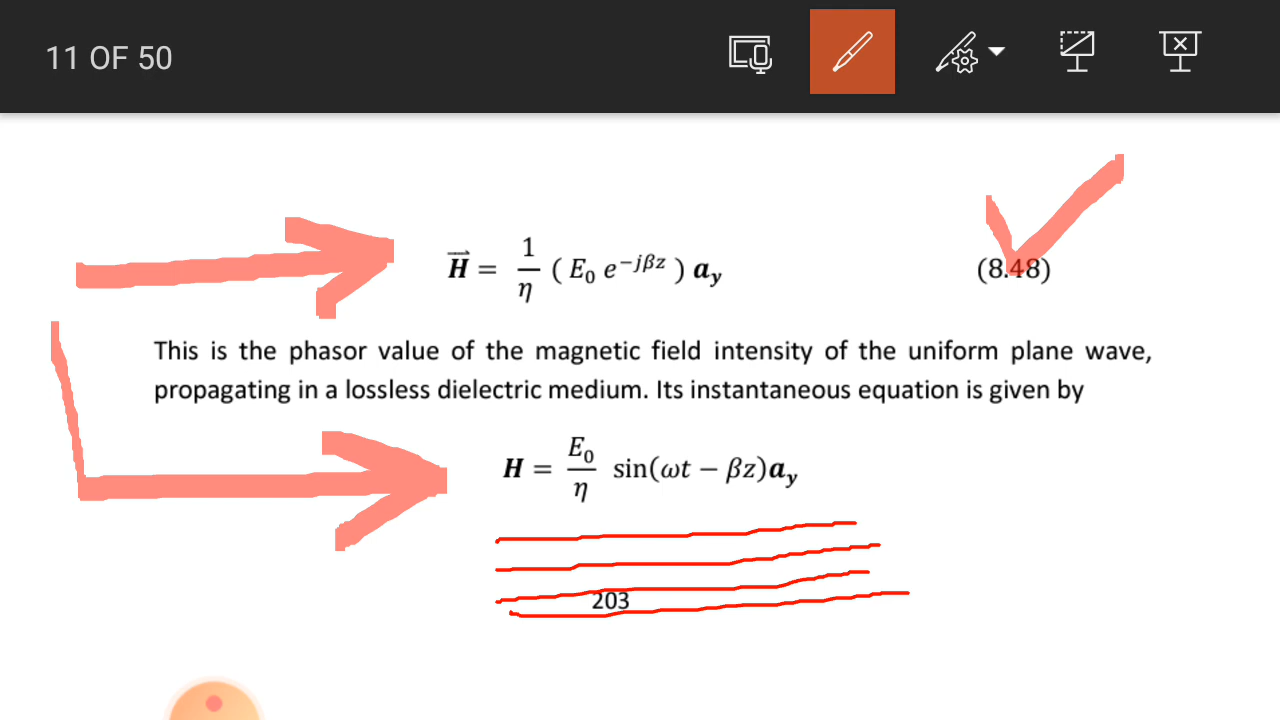 11 OF 50
H⃗ = 1/η ( E₀ e^{−jβz} ) a_y (8.48)
This is the phasor value of the magnetic field intensity of the uniform plane wave,
propagating in a lossless dielectric medium. Its instantaneous equation is given by
H = E₀/η sin(ωt − βz)a_y
203